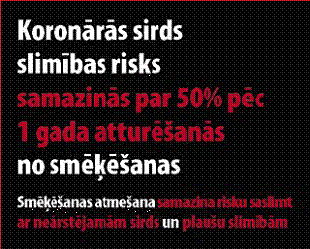 Koronārās sirds
slimības risks
samazinās par 50% pēc
1 gada atturēšanās
no smēķēšanas
Smēķēšanas atmešana samazina risku saslimt
ar neārstējamām sirds un plaušu slimībām